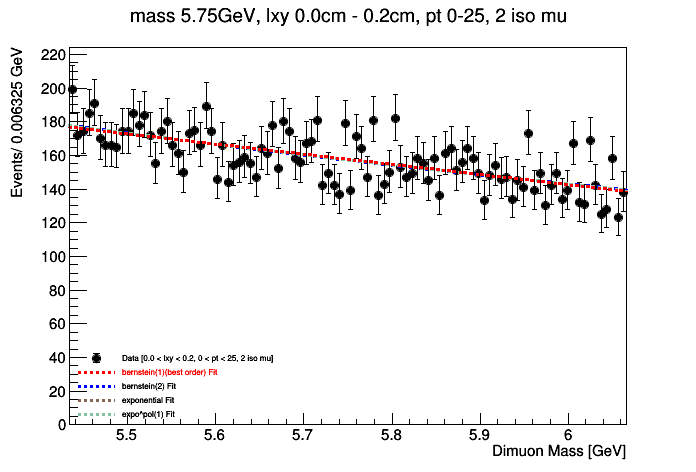 mass 5.75GeV, lxy 0.0cm - 0.2cm, pt 0-25, 2 iso mu
Events/ 0.006325 GeV
220
200
180
160
140
120
100
80
60
40
20
0
Data [0.0 < lxy < 0.2, 0 < pt < 25, 2 iso mu]
bernstein(1)(best order) Fit
bernstein(2) Fit
exponential Fit
expo*pol(1) Fit
5.5 5.6 5.7 5.8 5.9 6
Dimuon Mass [GeV]